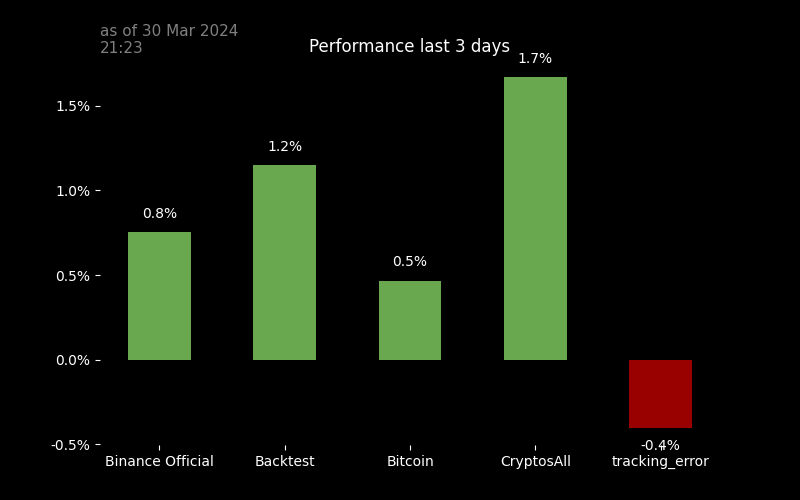 as of 30 Mar 2024
21:23
Performance last 3 days
1.7%
1.5%
1.2%
1.0%
0.8%
0.5%
0.5%
0.0%
-0.5%
-0.4%
Binance Official
Backtest
Bitcoin
CryptosAll
tracking_error